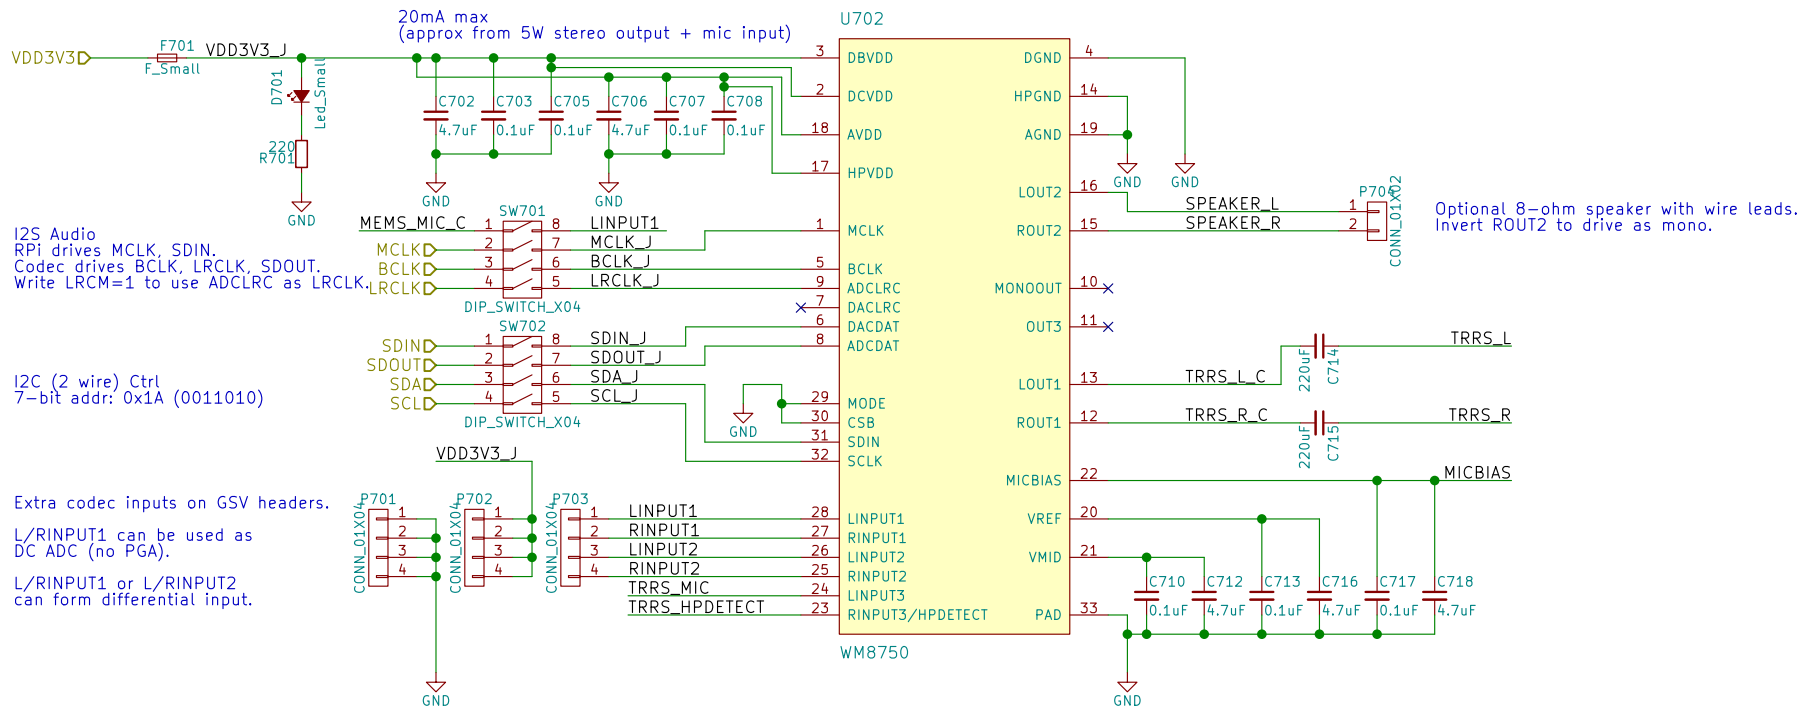 20mA max
(approx from 5W stereo output + mic input)
VDD3V3
F701
F_Small
VDD3V3_J
D701
Led_Small
220
R701
GND
C702
4.7uF
C703
0.1uF
C705
0.1uF
C706
4.7uF
C707
0.1uF
C708
0.1uF
GND
GND
I2S Audio
RPi drives MCLK, SDIN.
Codec drives BCLK, LRCLK, SDOUT.
Write LRCM=1 to use ADCLRC as LRCLK.
SW701
MEMS_MIC_C 1 8 LINPUT1
MCLK 2 7 MCLK_J
BCLK 3 6 BCLK_J
LRCLK 4 5 LRCLK_J
DIP_SWITCH_X04
SW702
SDIN 1 8 SDIN_J
SDOUT 2 7 SDOUT_J
SDA 3 6 SDA_J
SCL 4 5 SCL_J
DIP_SWITCH_X04
I2C (2 wire) Ctrl
7-bit addr: 0x1A (0011010)
GND
VDD3V3_J
Extra codec inputs on GSV headers.
L/RINPUT1 can be used as
DC ADC (no PGA).
L/RINPUT1 or L/RINPUT2
can form differential input.
P701
CONN_01X04
1
2
3
4
P702
CONN_01X04
1
2
3
4
P703
CONN_01X04
1
2
3
4
LINPUT1
RINPUT1
LINPUT2
RINPUT2
TRRS_MIC
TRRS_HPDETECT
GND
U702
3 DBVDD
2 DCVDD
18 AVDD
17 HPVDD
1 MCLK
5 BCLK
9 ADCLRC
7 DACLRC
6 DACDAT
8 ADCDAT
29 MODE
30 CSB
31 SDIN
32 SCLK
28 LINPUT1
27 RINPUT1
26 LINPUT2
25 RINPUT2
24 LINPUT3
23 RINPUT3/HPDETECT
DGND 4
HPGND 14
AGND 19
LOUT2 16
ROUT2 15
MONOOUT 10
OUT3 11
LOUT1 13
ROUT1 12
MICBIAS 22
VREF 20
VMID 21
PAD 33
WM8750
GND
GND
SPEAKER_L
SPEAKER_R
P704
1
2
CONN_01X02
Optional 8-ohm speaker with wire leads.
Invert ROUT2 to drive as mono.
TRRS_L_C
220uF
C714
TRRS_L
TRRS_R_C
220uF
C715
TRRS_R
MICBIAS
C710
0.1uF
C712
4.7uF
C713
0.1uF
C716
4.7uF
C717
0.1uF
C718
4.7uF
GND